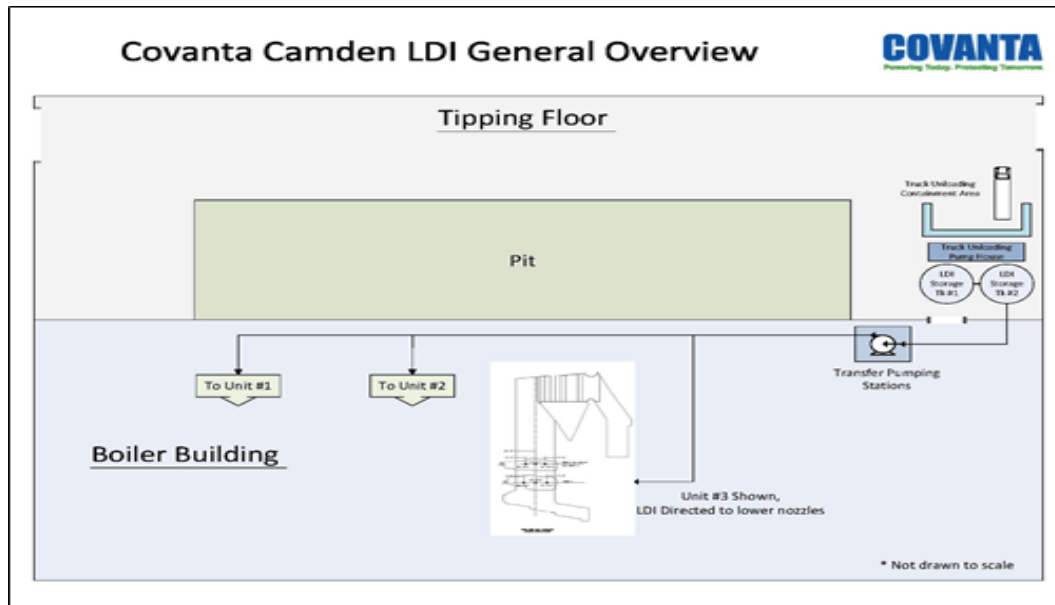 Covanta Camden LDI General Overview
COVANTA
Powering Today. Protecting Tomorrow.
Tipping Floor
Truck Unloading
Containment Area
Pit
Truck Unloading
Pump House
LDI
Storage
Tk #1
LDI
Storage
Tk #2
Transfer Pumping
Stations
To Unit #1
To Unit #2
Boiler Building
Unit #3 Shown,
LDI Directed to lower nozzles
* Not drawn to scale